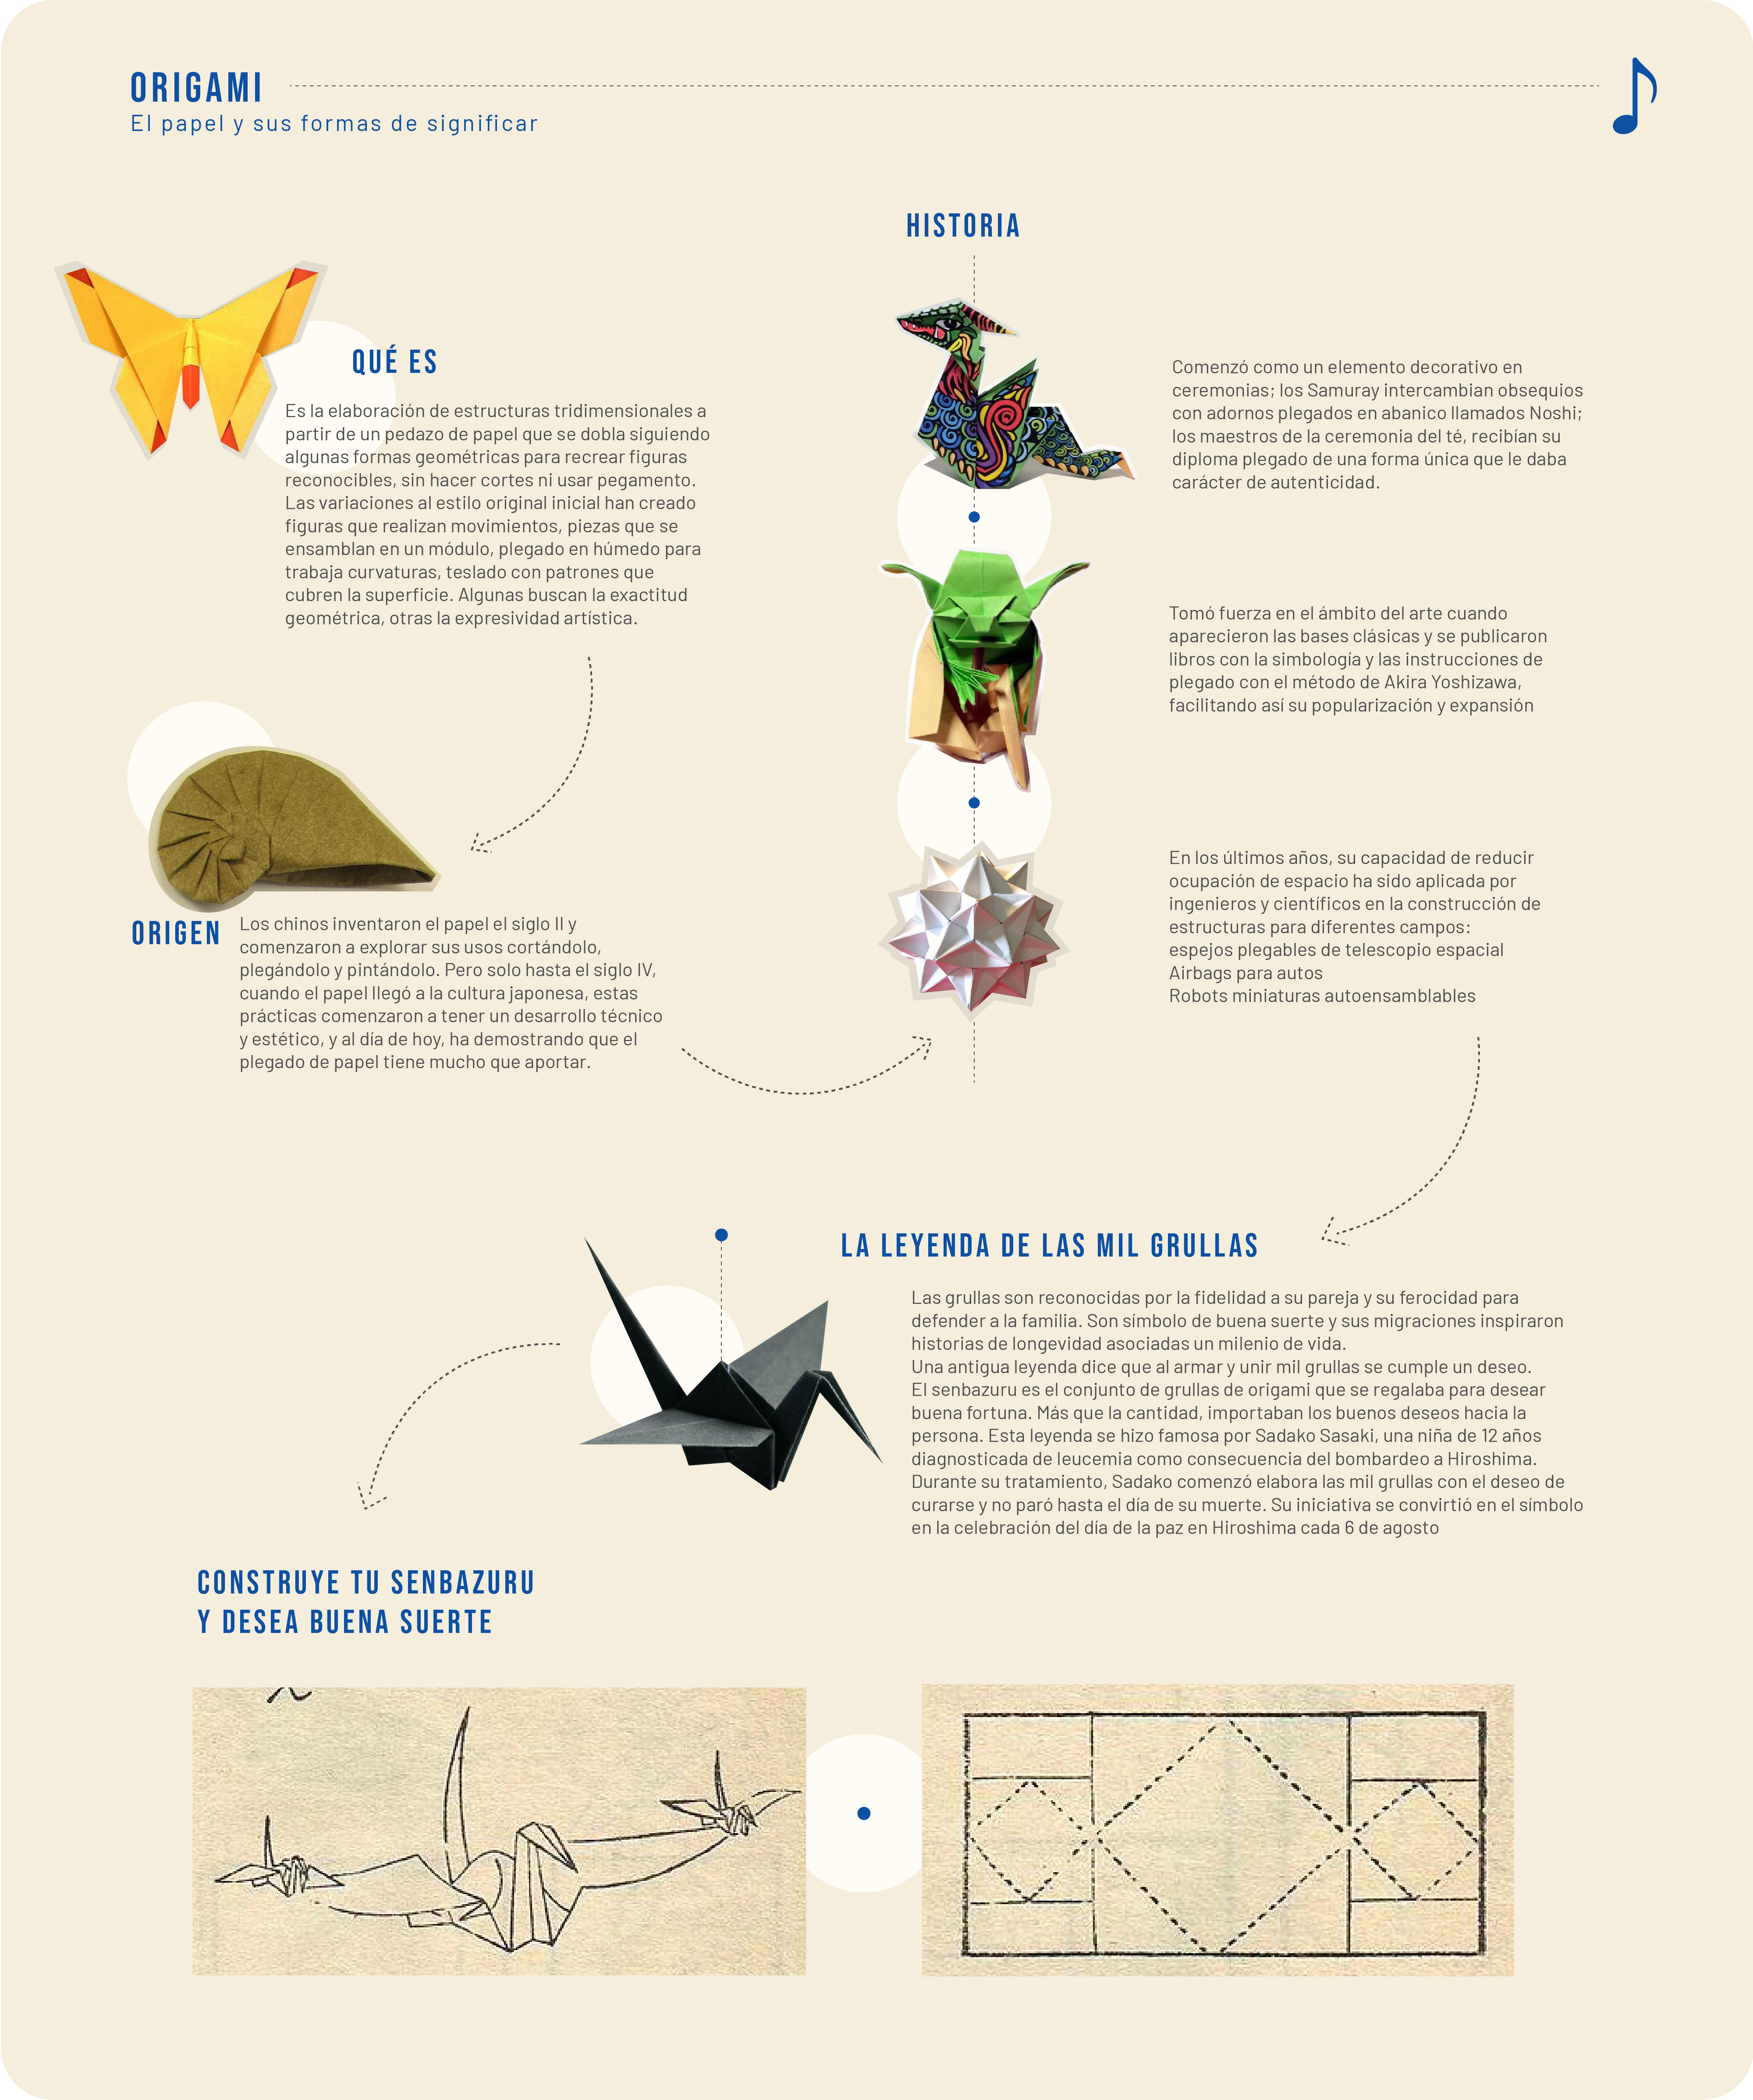 ORIGAMI
El papel y sus formas de significar
QUÉ ES
Es la elaboración de estructuras tridimensionales a
partir de un pedazo de papel que se dobla siguiendo
algunas formas geométricas para recrear figuras
reconocibles, sin hacer cortes ni usar pegamento.
Las variaciones al estilo original inicial han creado
figuras que realizan movimientos, piezas que se
ensamblan en un módulo, plegado en húmedo para
trabaja curvaturas, teslado con patrones que
cubren la superficie. Algunas buscan la exactitud
geométrica, otras la expresividad artística.
ORIGEN
Los chinos inventaron el papel el siglo II y
comenzaron a explorar sus usos cortándolo,
plegándolo y pintándolo. Pero solo hasta el siglo IV,
cuando el papel llegó a la cultura japonesa, estas
prácticas comenzaron a tener un desarrollo técnico
y estético, y al día de hoy, ha demostrando que el
plegado de papel tiene mucho que aportar.
HISTORIA
Comenzó como un elemento decorativo en
ceremonias; los Samuray intercambian obsequios
con adornos plegados en abanico llamados Noshi;
los maestros de la ceremonia del té, recibían su
diploma plegado de una forma única que le daba
carácter de autenticidad.
Tomó fuerza en el ámbito del arte cuando
aparecieron las bases clásicas y se publicaron
libros con la simbología y las instrucciones de
plegado con el método de Akira Yoshizawa,
facilitando así su popularización y expansión
En los últimos años, su capacidad de reducir
ocupación de espacio ha sido aplicada por
ingenieros y científicos en la construcción de
estructuras para diferentes campos:
espejos plegables de telescopio espacial
Airbags para autos
Robots miniaturas autoensamblables
LA LEYENDA DE LAS MIL GRULLAS
Las grullas son reconocidas por la fidelidad a su pareja y su ferocidad para
defender a la familia. Son símbolo de buena suerte y sus migraciones inspiraron
historias de longevidad asociadas un milenio de vida.
Una antigua leyenda dice que al armar y unir mil grullas se cumple un deseo.
El senbazuru es el conjunto de grullas de origami que se regalaba para desear
buena fortuna. Más que la cantidad, importaban los buenos deseos hacia la
persona. Esta leyenda se hizo famosa por Sadako Sasaki, una niña de 12 años
diagnosticada de leucemia como consecuencia del bombardeo a Hiroshima.
Durante su tratamiento, Sadako comenzó elabora las mil grullas con el deseo de
curarse y no paró hasta el día de su muerte. Su iniciativa se convirtió en el símbolo
en la celebración del día de la paz en Hiroshima cada 6 de agosto
CONSTRUYE TU SENBAZURU
Y DESEA BUENA SUERTE